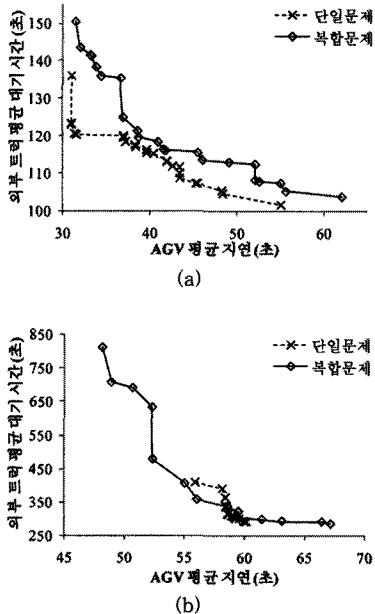 외부 트럭 평균 대기 시간(초)
160
150
140
130
120
110
100
30 40 50 60
AGV 평균 지연(초)
단일문제
복합문제
(a)
외부 트럭 평균 대기 시간(초)
850
750
650
550
450
350
250
45 50 55 60 65 70
AGV 평균 지연(초)
단일문제
복합문제
(b)